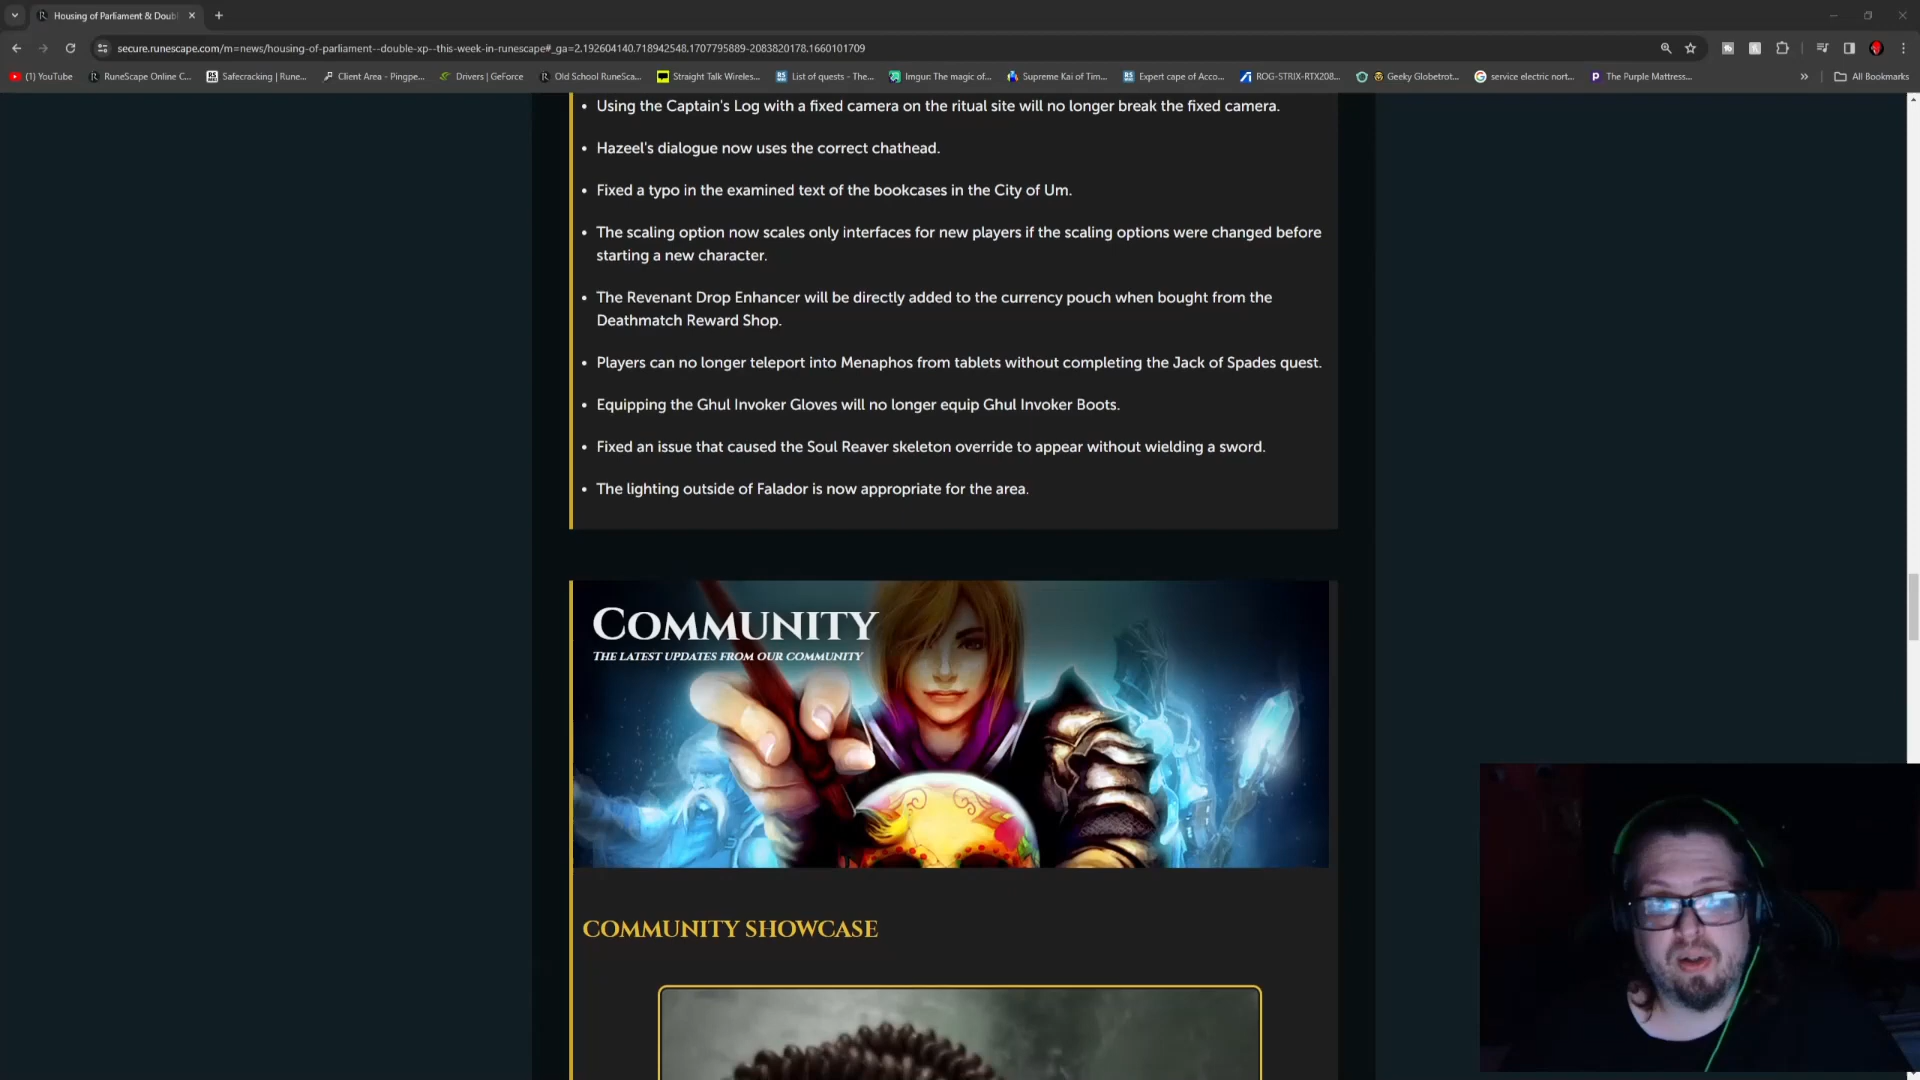 Housing of Parliament & Doubl
secure.runescape.com/m=news/housing-of-parliament--double-xp--this-week-in-runescape#_ga=2.192604140.718942548.1707795889-2083820178.1660101709
(1) YouTube
RuneScape Online C...
Safecracking | Rune...
Client Area - Pingpe...
Drivers | GeForce
Old School RuneSca...
Straight Talk Wireles...
List of quests - The...
Imgur: The magic of...
Supreme Kai of Tim...
Expert cape of Acco...
ROG-STRIX-RTX208...
Geeky Globetrot...
service electric nort...
The Purple Mattress...
All Bookmarks
• Using the Captain's Log with a fixed camera on the ritual site will no longer break the fixed camera.
• Hazeel's dialogue now uses the correct chathead.
• Fixed a typo in the examined text of the bookcases in the City of Um.
• The scaling option now scales only interfaces for new players if the scaling options were changed before
starting a new character.
• The Revenant Drop Enhancer will be directly added to the currency pouch when bought from the
Deathmatch Reward Shop.
• Players can no longer teleport into Menaphos from tablets without completing the Jack of Spades quest.
• Equipping the Ghul Invoker Gloves will no longer equip Ghul Invoker Boots.
• Fixed an issue that caused the Soul Reaver skeleton override to appear without wielding a sword.
• The lighting outside of Falador is now appropriate for the area.
COMMUNITY
THE LATEST UPDATES FROM OUR COMMUNITY
COMMUNITY SHOWCASE